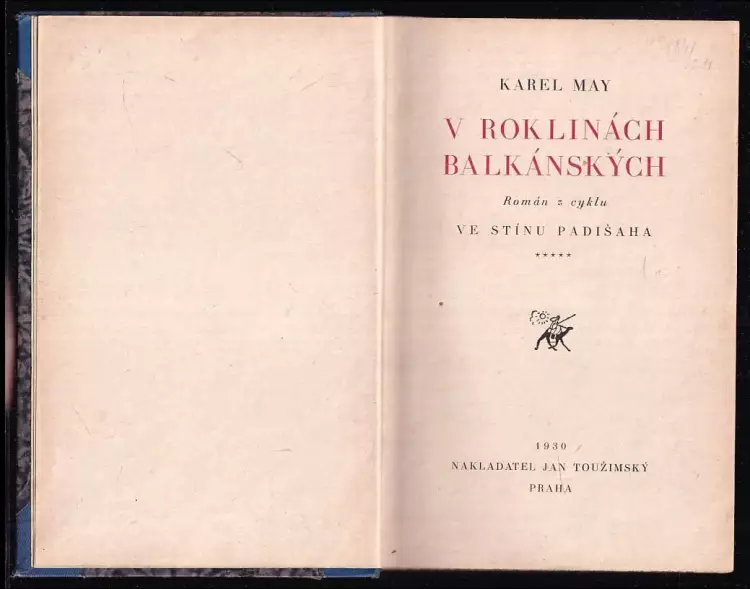 KAREL MAY
V ROKLINÁCH
BALKÁNSKÝCH
Román z cyklu
VE STÍNU PADIŠAHA
*****
1930
NAKLADATEL JAN TOUŽIMSKÝ
PRAHA